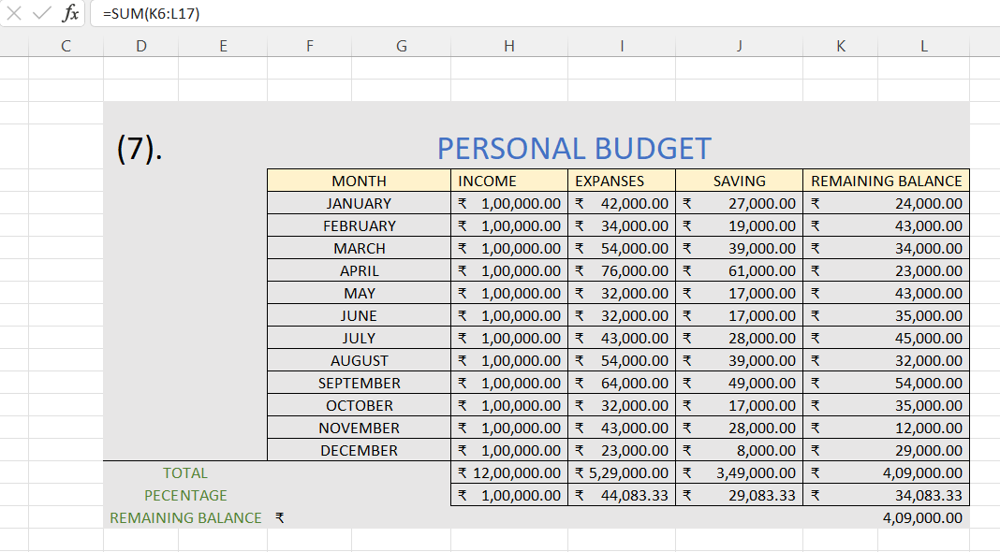 fx =SUM(K6:L17)
C D E F G H I J K L
(7). PERSONAL BUDGET
MONTH INCOME EXPANSES SAVING REMAINING BALANCE
JANUARY ₹ 1,00,000.00 ₹ 42,000.00 ₹ 27,000.00 ₹ 24,000.00
FEBRUARY ₹ 1,00,000.00 ₹ 34,000.00 ₹ 19,000.00 ₹ 43,000.00
MARCH ₹ 1,00,000.00 ₹ 54,000.00 ₹ 39,000.00 ₹ 34,000.00
APRIL ₹ 1,00,000.00 ₹ 76,000.00 ₹ 61,000.00 ₹ 23,000.00
MAY ₹ 1,00,000.00 ₹ 32,000.00 ₹ 17,000.00 ₹ 43,000.00
JUNE ₹ 1,00,000.00 ₹ 32,000.00 ₹ 17,000.00 ₹ 35,000.00
JULY ₹ 1,00,000.00 ₹ 43,000.00 ₹ 28,000.00 ₹ 45,000.00
AUGUST ₹ 1,00,000.00 ₹ 54,000.00 ₹ 39,000.00 ₹ 32,000.00
SEPTEMBER ₹ 1,00,000.00 ₹ 64,000.00 ₹ 49,000.00 ₹ 54,000.00
OCTOBER ₹ 1,00,000.00 ₹ 32,000.00 ₹ 17,000.00 ₹ 35,000.00
NOVEMBER ₹ 1,00,000.00 ₹ 43,000.00 ₹ 28,000.00 ₹ 12,000.00
DECEMBER ₹ 1,00,000.00 ₹ 23,000.00 ₹ 8,000.00 ₹ 29,000.00
TOTAL ₹ 12,00,000.00 ₹ 5,29,000.00 ₹ 3,49,000.00 ₹ 4,09,000.00
PECENTAGE ₹ 1,00,000.00 ₹ 44,083.33 ₹ 29,083.33 ₹ 34,083.33
REMAINING BALANCE ₹ 4,09,000.00